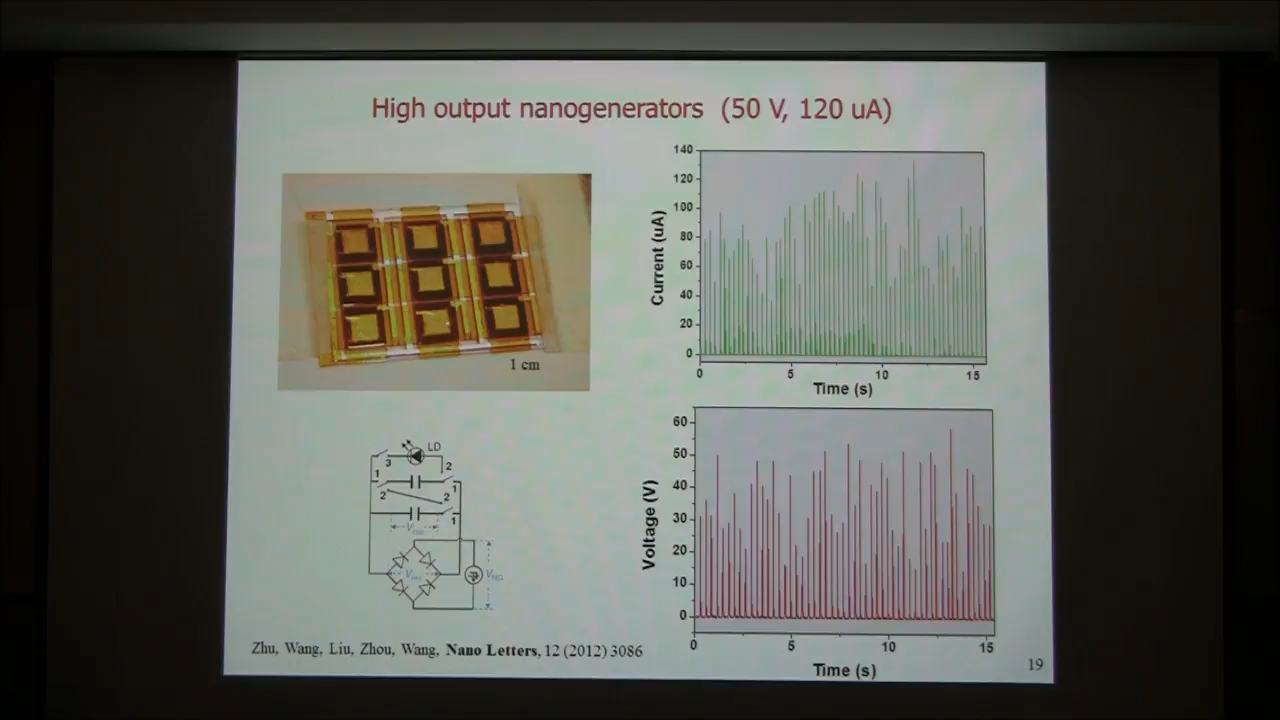 High output nanogenerators (50 V, 120 uA)
1 cm
140
120
100
80
60
40
20
0
Current (uA)
0 5 10 15
Time (s)
LD
3
1 2
1
2 2
1
60
50
40
30
20
10
0
Voltage (V)
0 5 10 15
Time (s)
Zhu, Wang, Liu, Zhou, Wang, Nano Letters, 12 (2012) 3086
19